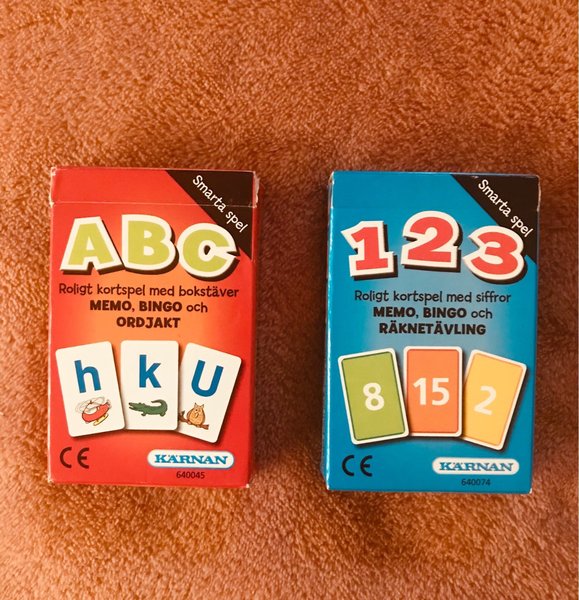 Smarta spel
ABC
Roligt kortspel med bokstäver
MEMO, BINGO och
ORDJAKT
h
k
U
CE
KÄRNAN
640045
Smarta spel
123
Roligt kortspel med siffror
MEMO, BINGO och
RÄKNETÄVLING
8
15
2
CE
KÄRNAN
640074